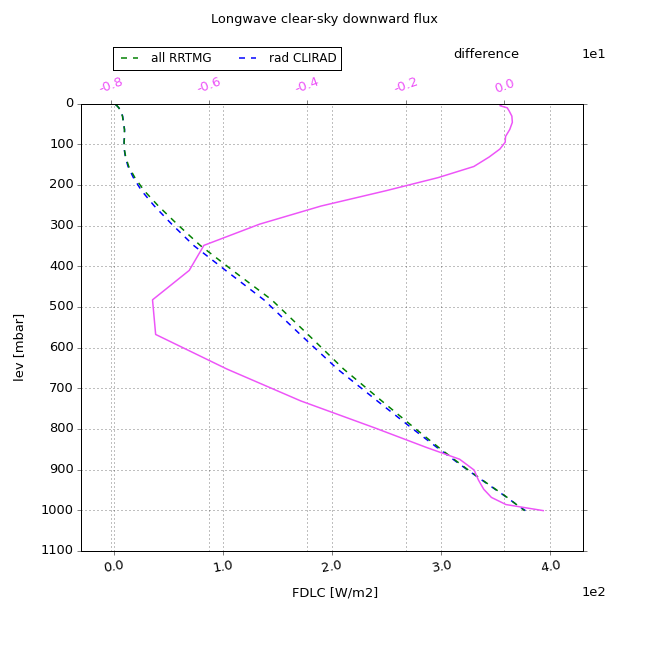 Longwave clear-sky downward flux
all RRTMG rad CLIRAD
difference 1e1
-0.8 -0.6 -0.4 -0.2 0.0
0
100
200
300
400
500
600
700
800
900
1000
1100
lev [mbar]
0.0 1.0 2.0 3.0 4.0
FDLC [W/m2] 1e2